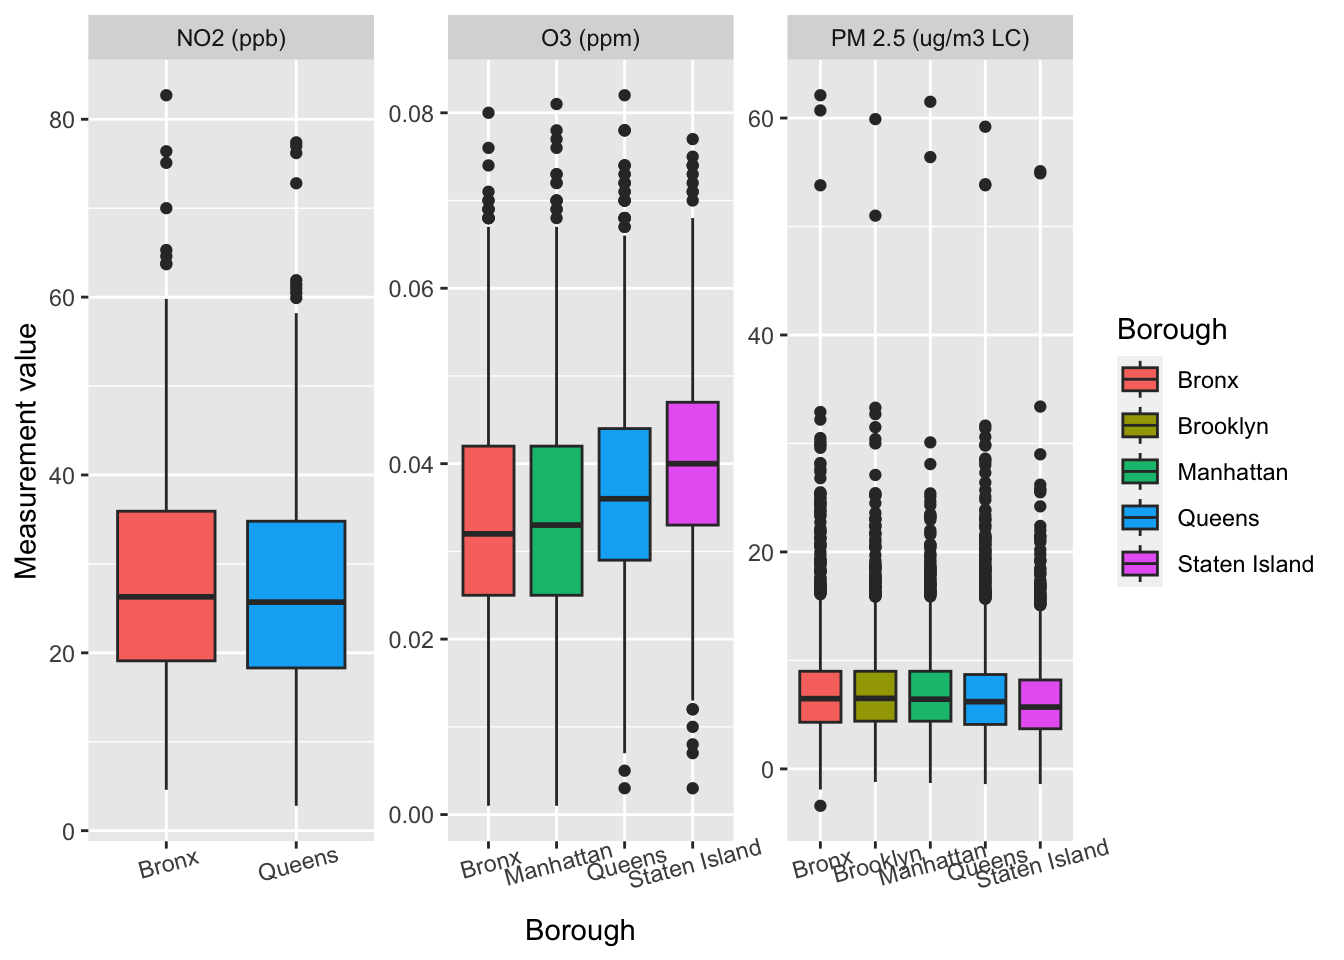 NO2 (ppb)
O3 (ppm)
PM 2.5 (ug/m3 LC)
Measurement value
80
60
40
20
0
0.08
0.06
0.04
0.02
0.00
60
40
20
0
Bronx
Queens
Bronx
Manhattan
Queens
Staten Island
Bronx
Brooklyn
Manhattan
Queens
Staten Island
Borough
Borough
Bronx
Brooklyn
Manhattan
Queens
Staten Island